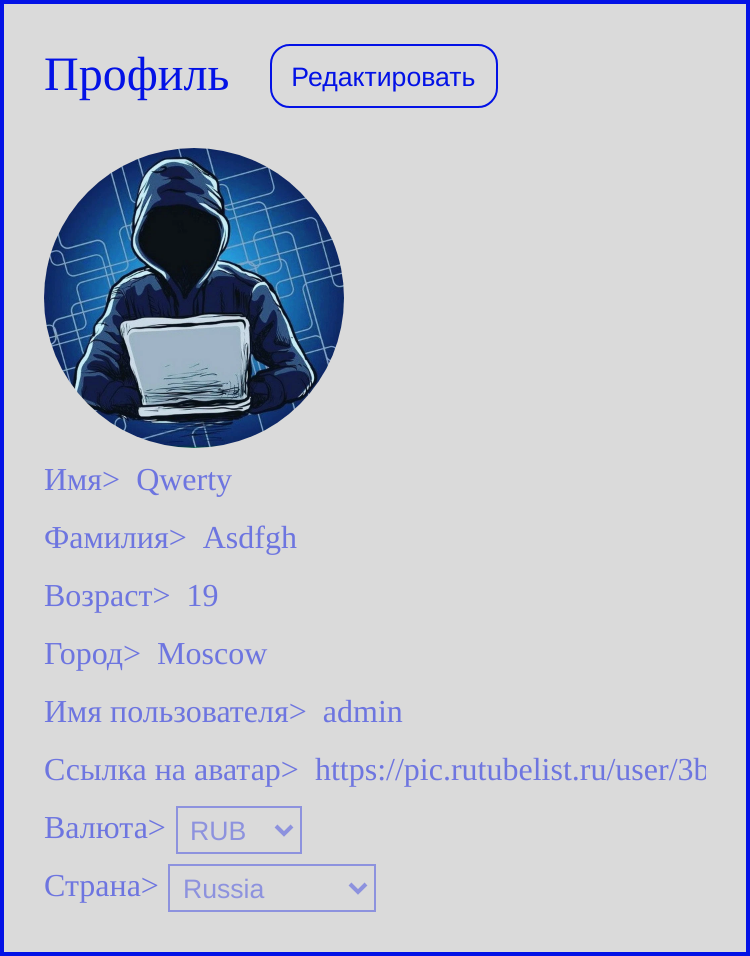 Профиль
Редактировать
Имя> Qwerty
Фамилия> Asdfgh
Возраст> 19
Город> Moscow
Имя пользователя> admin
Ссылка на аватар> https://pic.rutubelist.ru/user/3b
Валюта> RUB
Страна> Russia